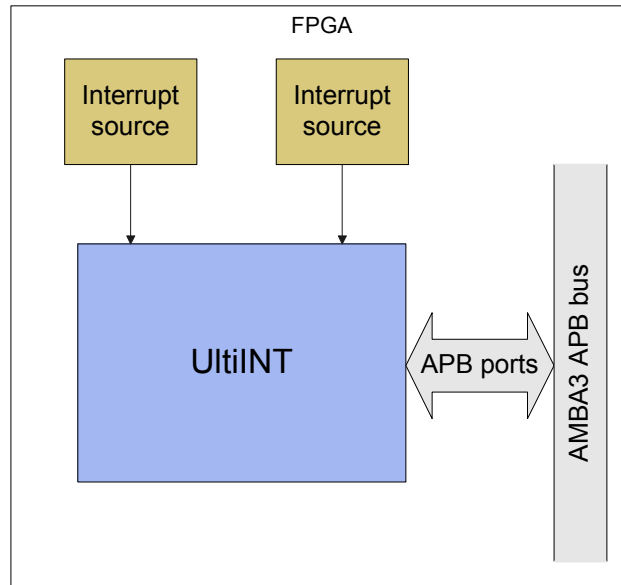 FPGA
Interrupt
source
Interrupt
source
UltiINT
APB ports
AMBA3 APB bus